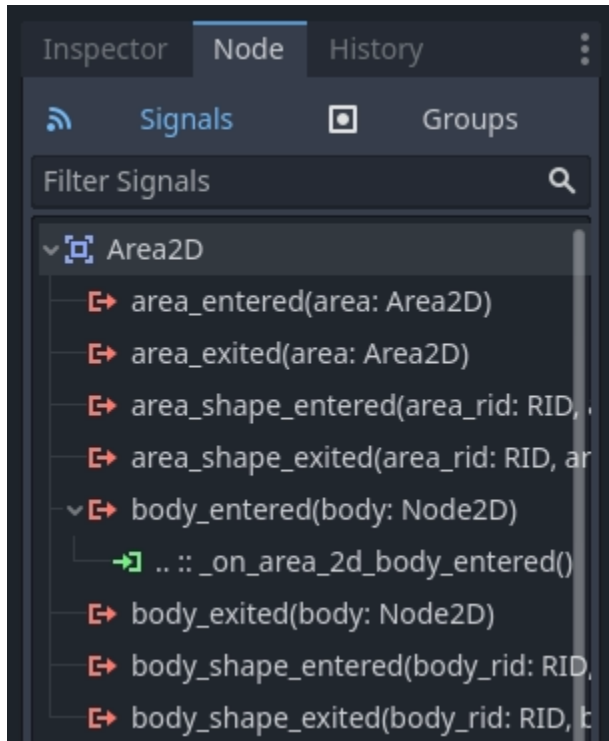 Inspector Node History
Signals Groups
Filter Signals
Area2D
area_entered(area: Area2D)
area_exited(area: Area2D)
area_shape_entered(area_rid: RID,
area_shape_exited(area_rid: RID, ar
body_entered(body: Node2D)
.. :: _on_area_2d_body_entered()
body_exited(body: Node2D)
body_shape_entered(body_rid: RID,
body_shape_exited(body_rid: RID, b